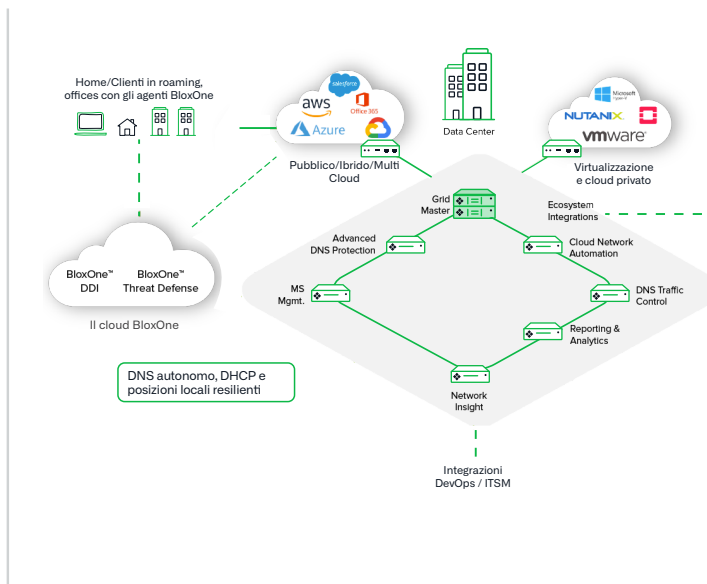 Home/Clienti in roaming,
offices con gli agenti BloxOne
salesforce
aws
Office 365
Azure
Pubblico/Ibrido/Multi
Cloud
Data Center
Microsoft
Hyper-V
NUTANIX
vmware
Virtualizzazione
e cloud privato
Grid
Master
Ecosystem
Integrations
Advanced
DNS Protection
Cloud Network
Automation
BloxOne™
DDI
BloxOne™
Threat Defense
Il cloud BloxOne
MS
Mgmt.
DNS Traffic
Control
Reporting &
Analytics
DNS autonomo, DHCP e
posizioni locali resilienti
Network
Insight
Integrazioni
DevOps / ITSM